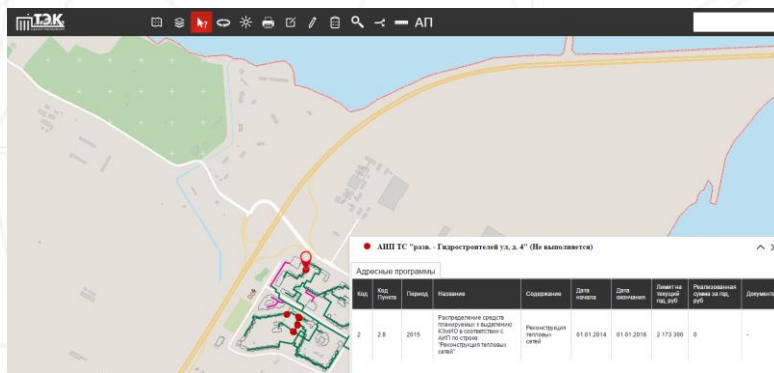 ТЭК
АП
АИП ТС "разв. - Гидростроителей ул, д. 4" (Не выполняется)
Адресные программы
Код
Код
Пункта
Период
Название
Содержание
Дата
начала
Дата
окончания
Лимит на
текущий
год, руб
Реализованная
сумма за год,
руб
2
2.6
2015
Распределение средств
планируемых к выделению
КЭиИО в соответствии с
АИП по строке:
"Реконструкция тепловых
сетей"
Реконструкция
тепловых
сетей
01.01.2014
01.01.2016
2 173 300
0
-